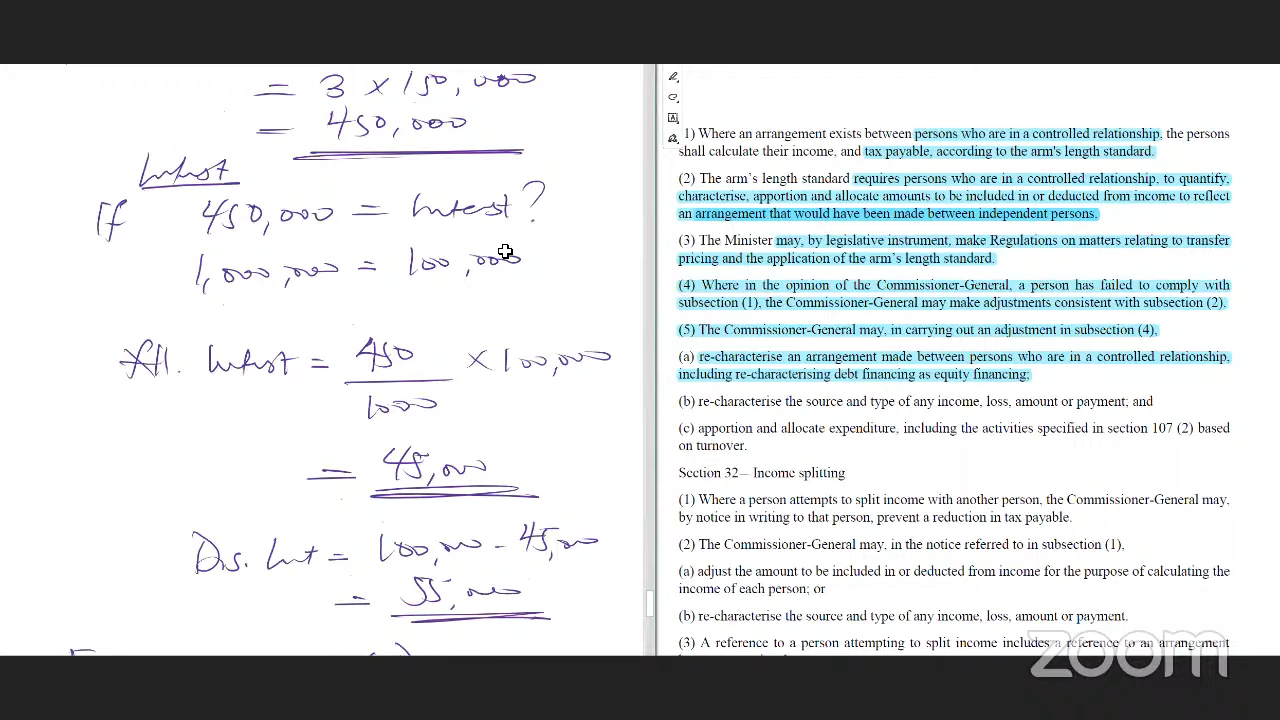 = 3 × 150,000
= 450,000
Interest
If 450,000 = Interest?
1,000,000 = 100,000
All. Interest = 450 × 100,000
1000
= 45,000
Dis. Int = 100,000 - 45,000
= 55,000
1) Where an arrangement exists between persons who are in a controlled relationship, the persons
shall calculate their income, and tax payable, according to the arm's length standard.
(2) The arm’s length standard requires persons who are in a controlled relationship, to quantify,
characterise, apportion and allocate amounts to be included in or deducted from income to reflect
an arrangement that would have been made between independent persons.
(3) The Minister may, by legislative instrument, make Regulations on matters relating to transfer
pricing and the application of the arm’s length standard.
(4) Where in the opinion of the Commissioner-General, a person has failed to comply with
subsection (1), the Commissioner-General may make adjustments consistent with subsection (2).
(5) The Commissioner-General may, in carrying out an adjustment in subsection (4),
(a) re-characterise an arrangement made between persons who are in a controlled relationship,
including re-characterising debt financing as equity financing;
(b) re-characterise the source and type of any income, loss, amount or payment; and
(c) apportion and allocate expenditure, including the activities specified in section 107 (2) based
on turnover.
Section 32– Income splitting
(1) Where a person attempts to split income with another person, the Commissioner-General may,
by notice in writing to that person, prevent a reduction in tax payable.
(2) The Commissioner-General may, in the notice referred to in subsection (1),
(a) adjust the amount to be included in or deducted from income for the purpose of calculating the
income of each person; or
(b) re-characterise the source and type of any income, loss, amount or payment.
(3) A reference to a person attempting to split income includes a reference to an arrangement
zoom